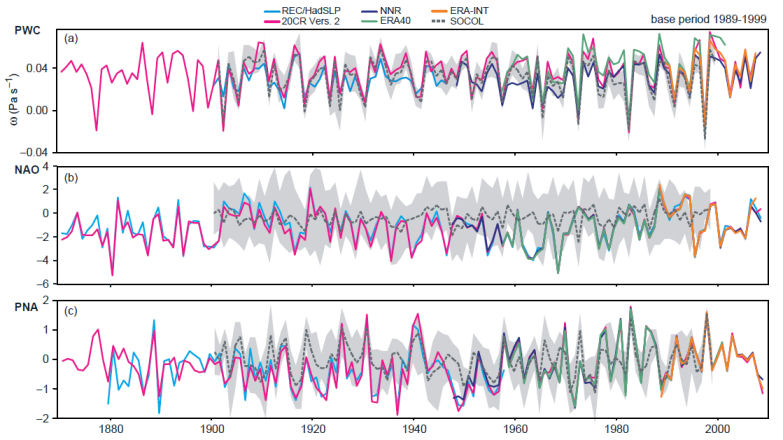 REC/HadSLP NNR ERA-INT
20CR Vers. 2 ERA40 SOCOL
base period 1989-1999
PWC
(a)
ω (Pa s⁻¹)
0.04
0.00
−0.04
NAO
(b)
4
2
0
−2
−4
−6
PNA
(c)
2
1
0
−1
−2
1880 1900 1920 1940 1960 1980 2000